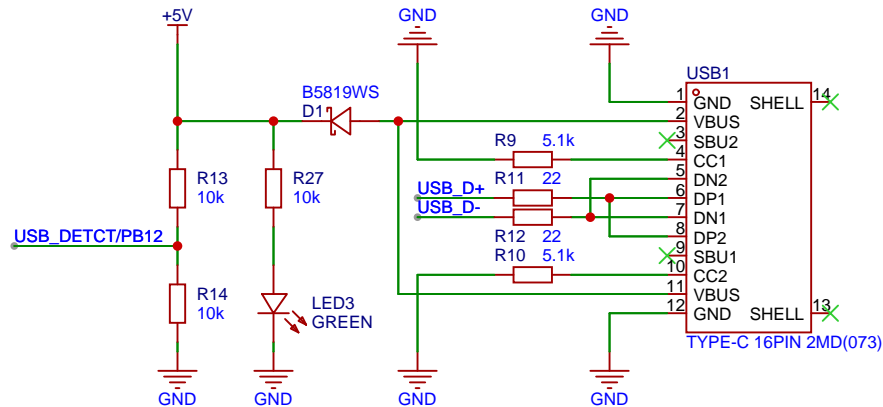 +5V
GND
GND
USB1
B5819WS
D1
1 GND SHELL 14
2 VBUS
3 SBU2
R9 5.1k
4 CC1
R13
10k
R27
10k
R11 22
5 DN2
USB_D+
6 DP1
USB_D-
7 DN1
R12 22
8 DP2
USB_DETCT/PB12
R10 5.1k
9 SBU1
10 CC2
R14
10k
LED3
GREEN
11 VBUS
12 GND SHELL 13
TYPE-C 16PIN 2MD(073)
GND
GND
GND
GND